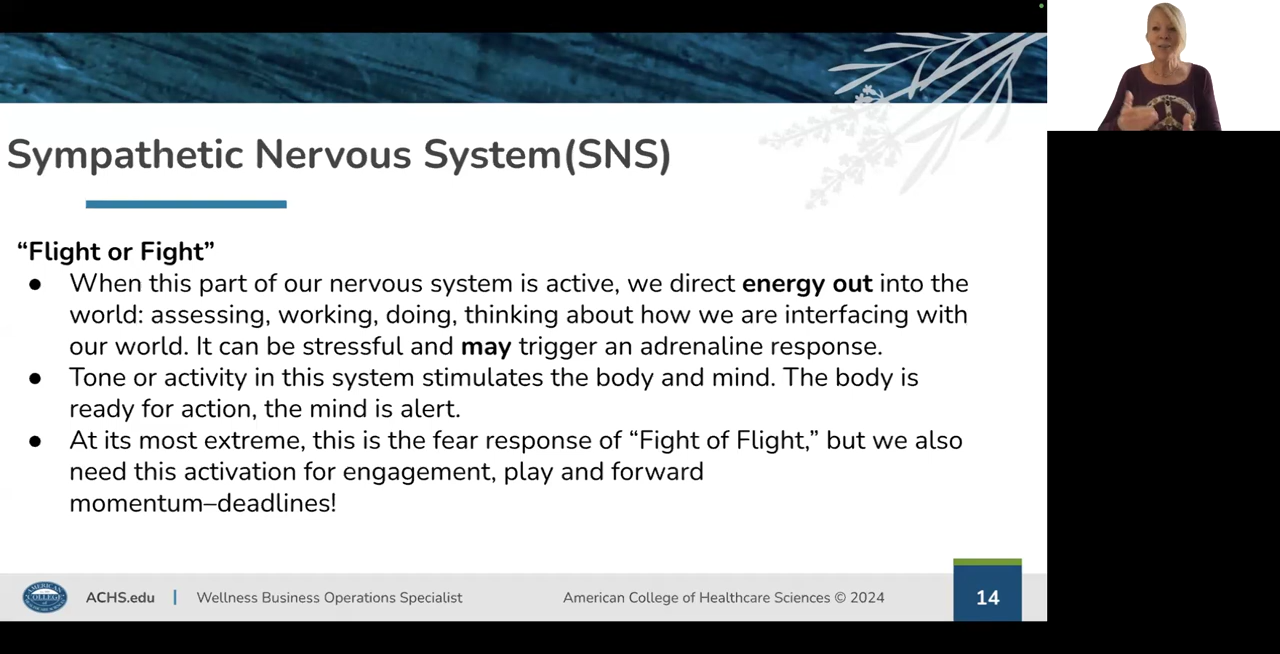 Sympathetic Nervous System(SNS)
“Flight or Fight”
● When this part of our nervous system is active, we direct energy out into the
world: assessing, working, doing, thinking about how we are interfacing with
our world. It can be stressful and may trigger an adrenaline response.
● Tone or activity in this system stimulates the body and mind. The body is
ready for action, the mind is alert.
● At its most extreme, this is the fear response of “Fight of Flight,” but we also
need this activation for engagement, play and forward
momentum–deadlines!
ACHS.edu | Wellness Business Operations Specialist American College of Healthcare Sciences © 2024 14